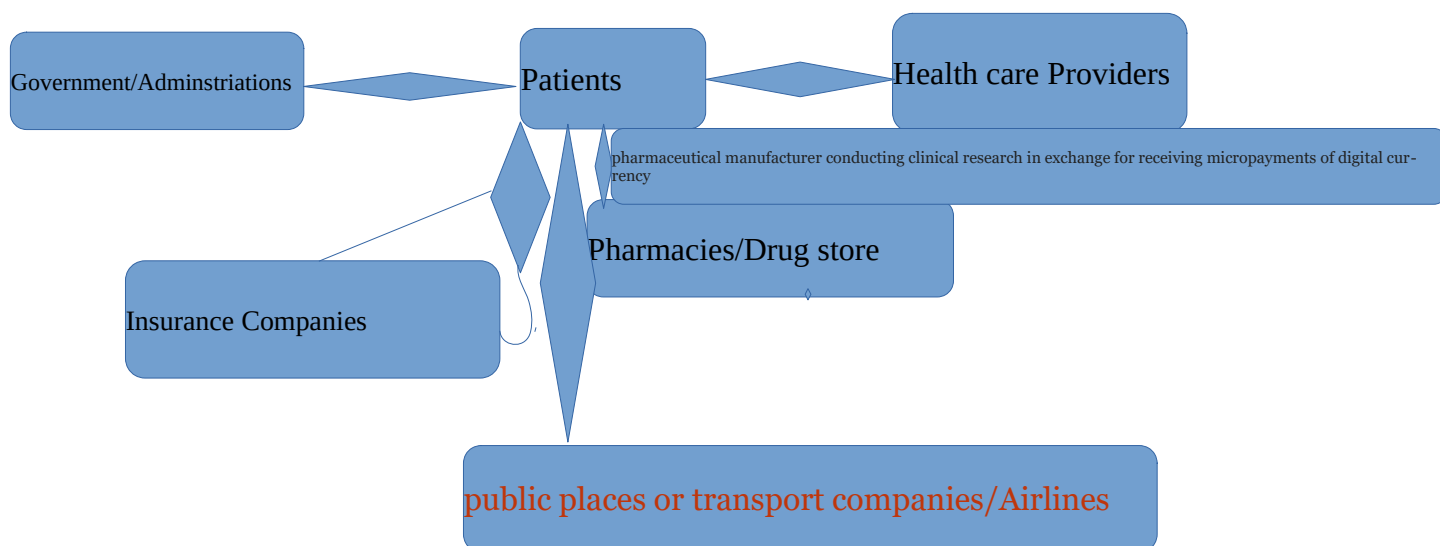 Government/Adminstriations
Patients
Health care Providers
pharmaceutical manufacturer conducting clinical research in exchange for receiving micropayments of digital cur-
rency
Pharmacies/Drug store
Insurance Companies
public places or transport companies/Airlines